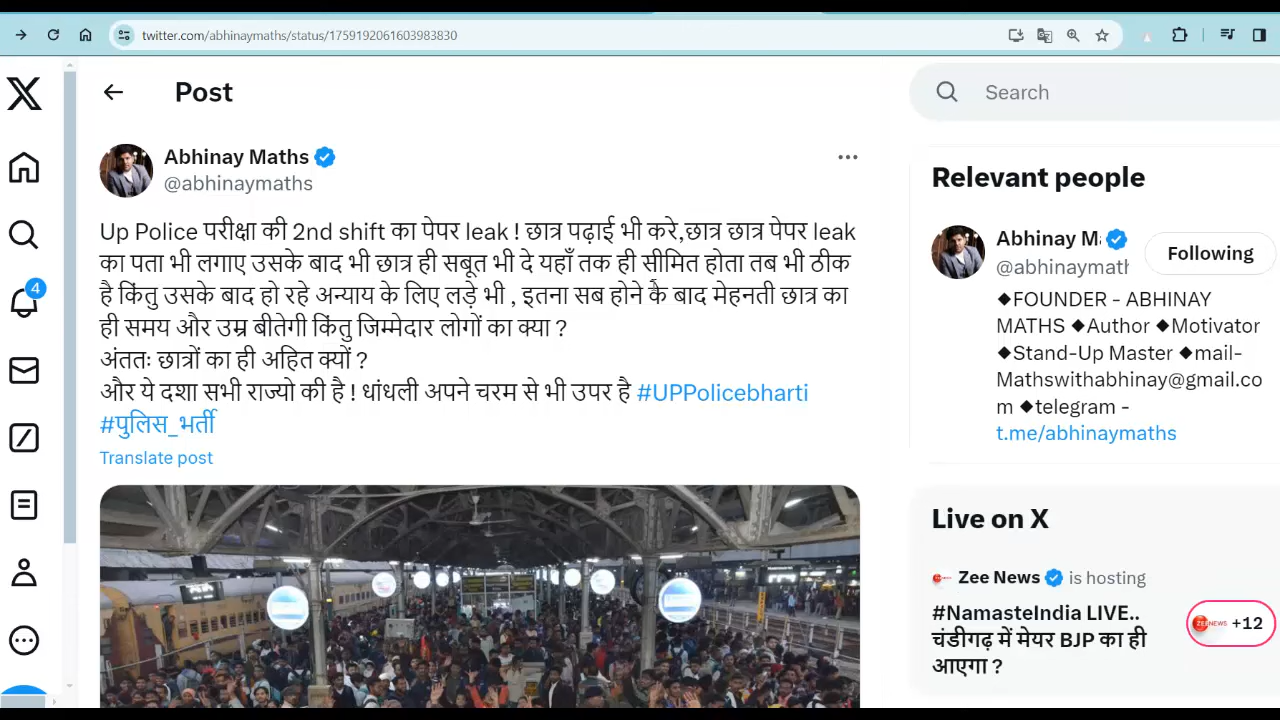 twitter.com/abhinaymaths/status/1759192061603983830
Post
Search
Abhinay Maths
@abhinaymaths
Up Police परीक्षा की 2nd shift का पेपर leak ! छात्र पढ़ाई भी करे,छात्र छात्र पेपर leak
का पता भी लगाए उसके बाद भी छात्र ही सबूत भी दे यहाँ तक ही सीमित होता तब भी ठीक
है किंतु उसके बाद हो रहे अन्याय के लिए लड़े भी , इतना सब होने के बाद मेहनती छात्र का
ही समय और उम्र बीतेगी किंतु जिम्मेदार लोगों का क्या ?
अंततः छात्रों का ही अहित क्यों ?
और ये दशा सभी राज्यो की है ! धांधली अपने चरम से भी उपर है #UPPolicebharti
#पुलिस_भर्ती
Translate post
4
Relevant people
Abhinay M
@abhinaymath
Following
◆FOUNDER - ABHINAY
MATHS ◆Author ◆Motivator
◆Stand-Up Master ◆mail-
Mathswithabhinay@gmail.co
m ◆telegram -
t.me/abhinaymaths
Live on X
Zee News is hosting
#NamasteIndia LIVE..
चंडीगढ़ में मेयर BJP का ही
आएगा ?
ZEE NEWS +12